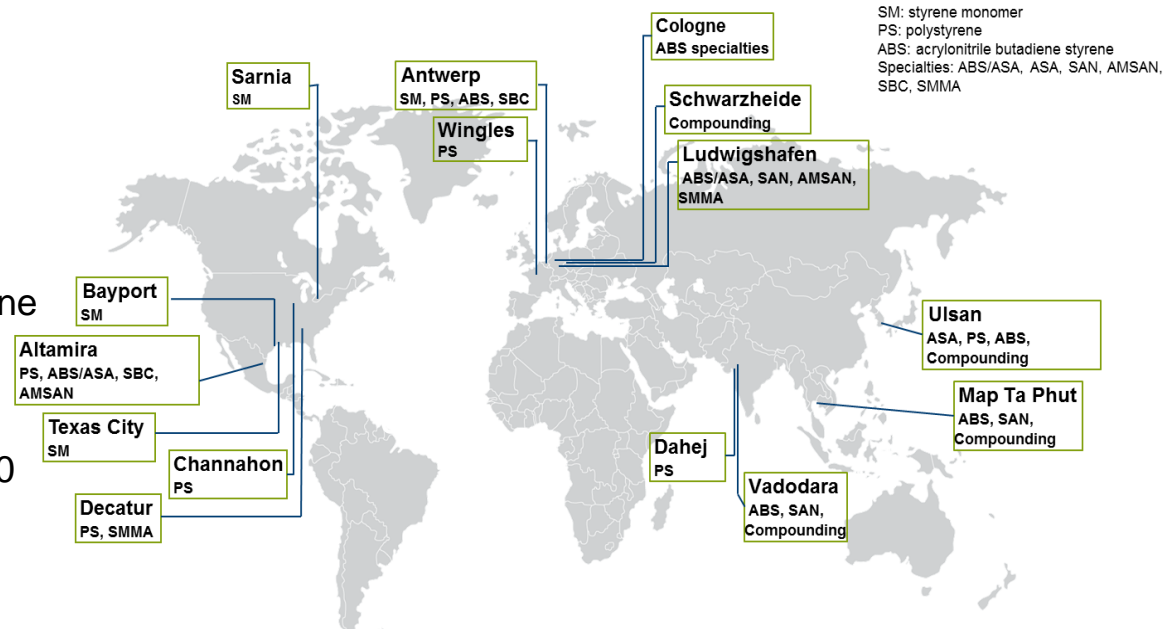 SM: styrene monomer
PS: polystyrene
ABS: acrylonitrile butadiene styrene
Specialties: ABS/ASA, ASA, SAN, AMSAN,
SBC, SMMA
Cologne
ABS specialties
Sarnia
SM
Antwerp
SM, PS, ABS, SBC
Schwarzheide
Compounding
Wingles
PS
Ludwigshafen
ABS/ASA, SAN, AMSAN,
SMMA
ne
Bayport
SM
Ulsan
ASA, PS, ABS,
Compounding
Altamira
PS, ABS/ASA, SBC,
AMSAN
Map Ta Phut
ABS, SAN,
Compounding
Texas City
SM
0
Channahon
PS
Dahej
PS
Decatur
PS, SMMA
Vadodara
ABS, SAN,
Compounding